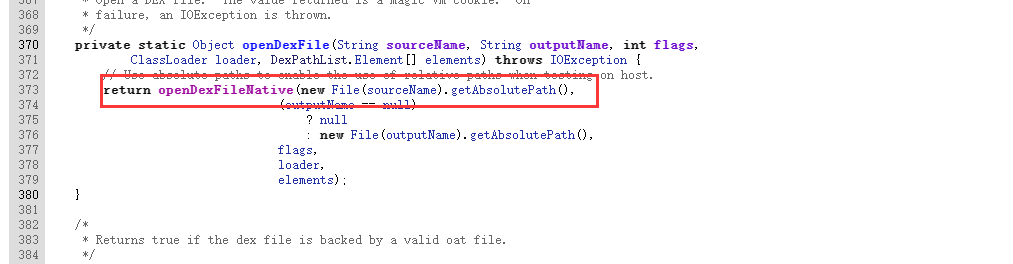 367 * Open a DEX file. The value returned is a magic VM cookie. On
368 * failure, an IOException is thrown.
369 */
370 private static Object openDexFile(String sourceName, String outputName, int flags,
371 ClassLoader loader, DexPathList.Element[] elements) throws IOException {
372 // Use absolute paths to enable the use of relative paths when testing on host.
373 return openDexFileNative(new File(sourceName).getAbsolutePath(),
374 (outputName == null)
375 ? null
376 : new File(outputName).getAbsolutePath(),
377 flags,
378 loader,
379 elements);
380 }
381
382 /*
383 * Returns true if the dex file is backed by a valid oat file.
384 */